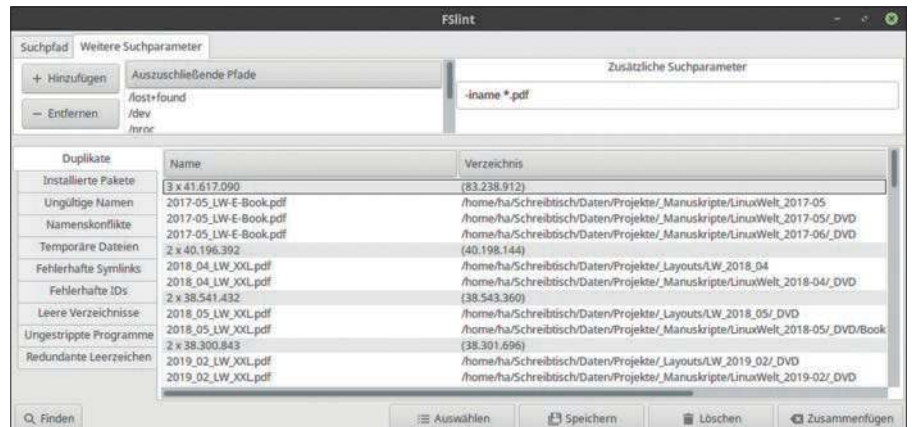 FSlint
Suchpfad Weitere Suchparameter
+ Hinzufügen
Auszuschließende Pfade
Zusätzliche Suchparameter
/lost+found
-iname *.pdf
− Entfernen
/dev
/proc
Duplikate
Installierte Pakete
Ungültige Namen
Namenskonflikte
Temporäre Dateien
Fehlerhafte Symlinks
Fehlerhafte IDs
Leere Verzeichnisse
Ungestrippte Programme
Redundante Leerzeichen
Name Verzeichnis
3 x 41.617.090 (83.238.912)
2017-05_LW-E-Book.pdf /home/ha/Schreibtisch/Daten/Projekte/_Manuskripte/LinuxWelt_2017-05
2017-05_LW-E-Book.pdf /home/ha/Schreibtisch/Daten/Projekte/_Manuskripte/LinuxWelt_2017-05/_DVD
2017-05_LW-E-Book.pdf /home/ha/Schreibtisch/Daten/Projekte/_Manuskripte/LinuxWelt_2017-06/_DVD
2 x 40.196.392 (40.198.144)
2018_04_LW_XXL.pdf /home/ha/Schreibtisch/Daten/Projekte/_Layouts/LW_2018_04
2018_04_LW_XXL.pdf /home/ha/Schreibtisch/Daten/Projekte/_Manuskripte/LinuxWelt_2018-04/_DVD
2 x 38.541.432 (38.543.360)
2018_05_LW_XXL.pdf /home/ha/Schreibtisch/Daten/Projekte/_Layouts/LW_2018_05/_DVD
2018_05_LW_XXL.pdf /home/ha/Schreibtisch/Daten/Projekte/_Manuskripte/LinuxWelt_2018-05/_DVD/Book
2 x 38.300.843 (38.301.696)
2019_02_LW_XXL.pdf /home/ha/Schreibtisch/Daten/Projekte/_Layouts/LW_2019_02/_DVD
2019_02_LW_XXL.pdf /home/ha/Schreibtisch/Daten/Projekte/_Manuskripte/LinuxWelt_2019-02/_DVD
Finden Auswählen Speichern Löschen Zusammenfügen